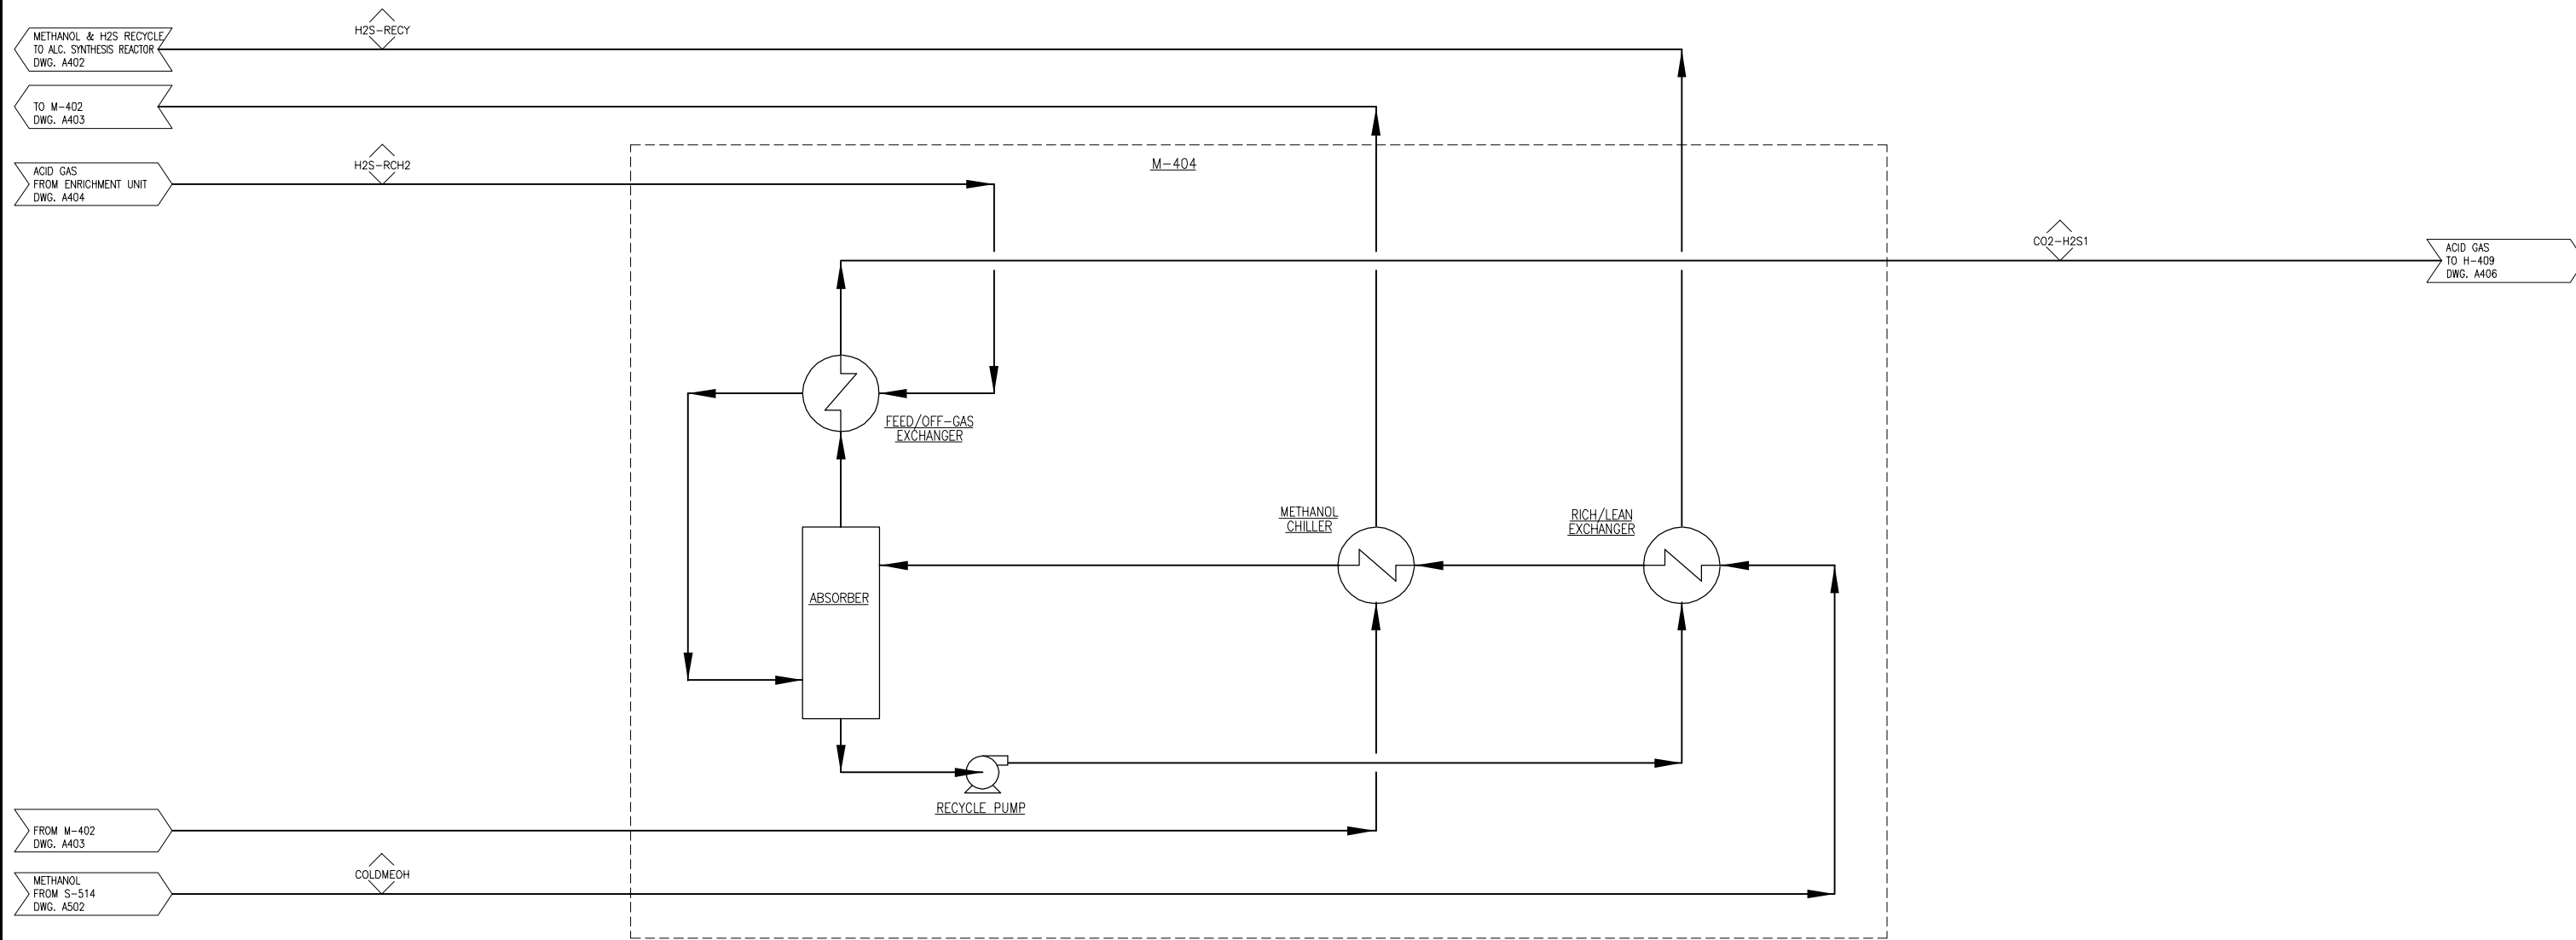 METHANOL & H2S RECYCLE
TO ALC. SYNTHESIS REACTOR
DWG. A402
H2S-RECY
TO M-402
DWG. A403
ACID GAS
FROM ENRICHMENT UNIT
DWG. A404
H2S-RCH2
M-404
CO2-H2S1
ACID GAS
TO H-409
DWG. A406
FEED/OFF-GAS
EXCHANGER
METHANOL
CHILLER
RICH/LEAN
EXCHANGER
ABSORBER
RECYCLE PUMP
FROM M-402
DWG. A403
METHANOL
FROM S-514
DWG. A502
COLDMEOH